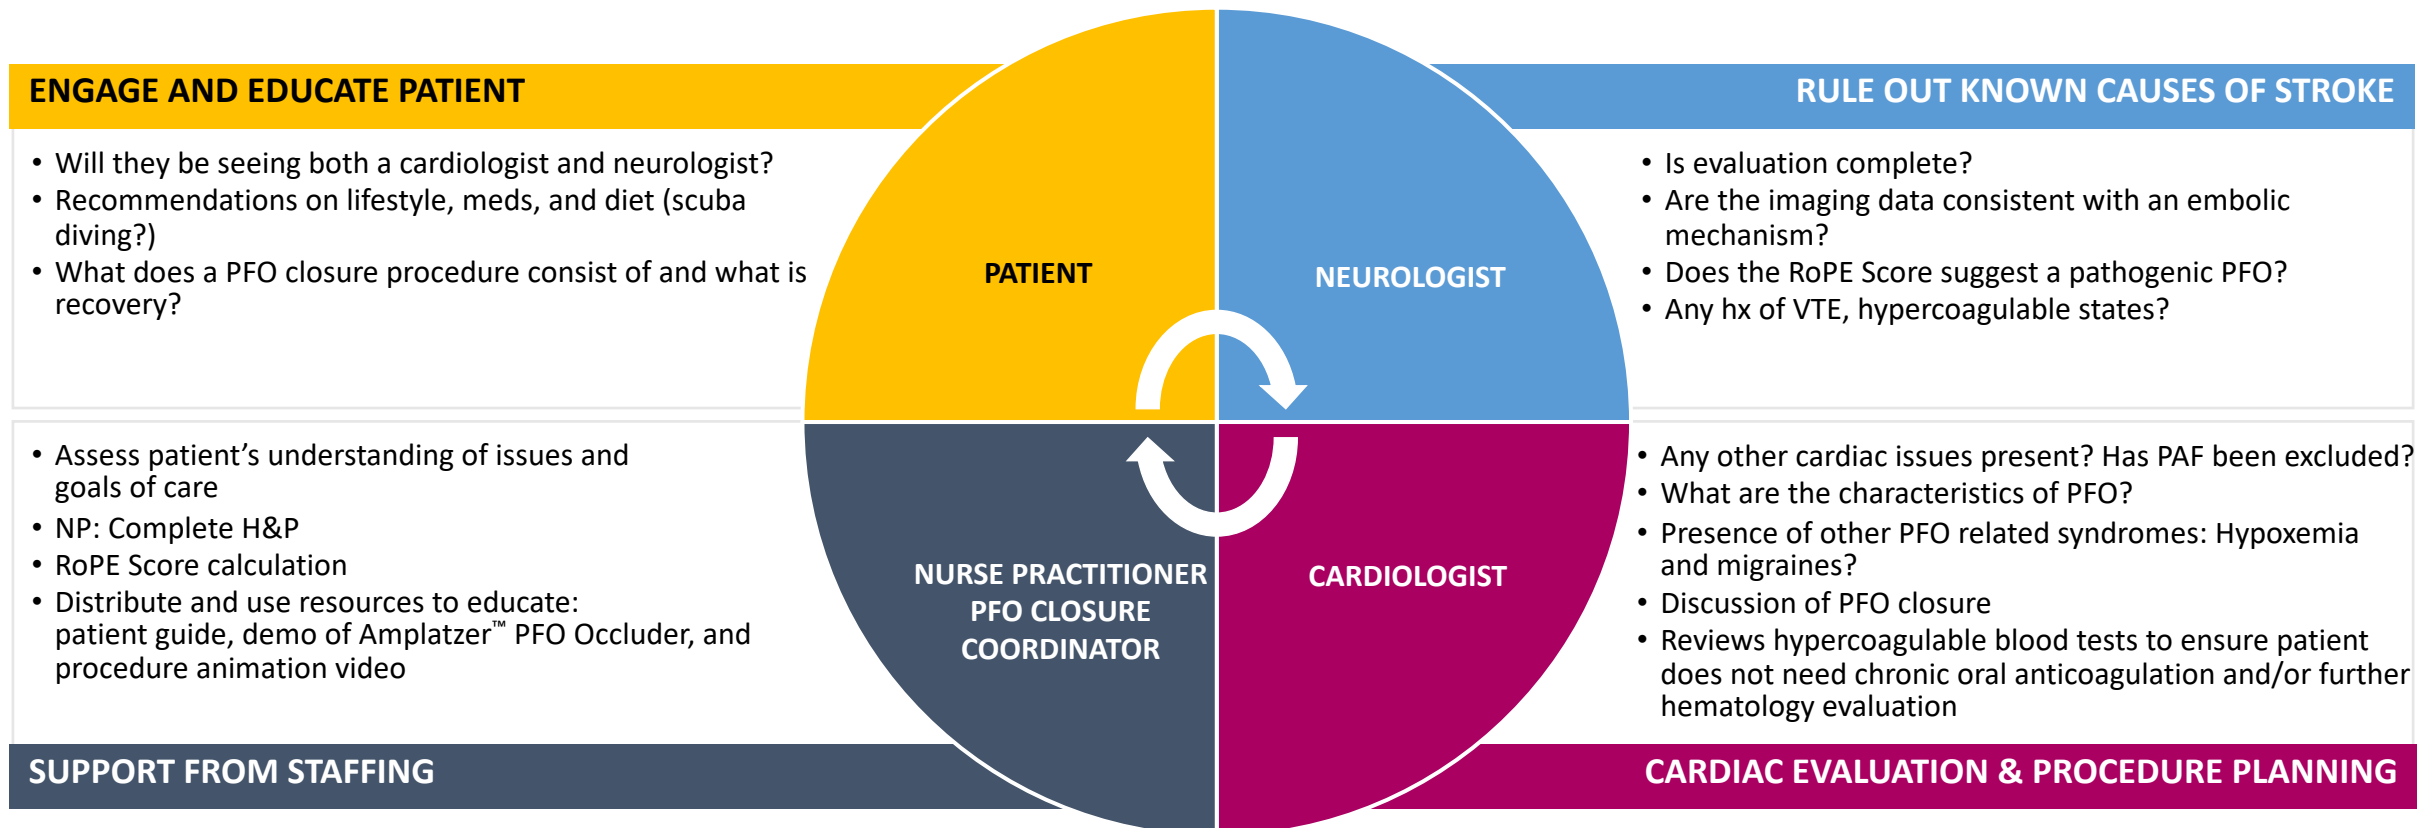 ENGAGE AND EDUCATE PATIENT
• Will they be seeing both a cardiologist and neurologist?
• Recommendations on lifestyle, meds, and diet (scuba
diving?)
• What does a PFO closure procedure consist of and what is
recovery?
PATIENT
RULE OUT KNOWN CAUSES OF STROKE
• Is evaluation complete?
• Are the imaging data consistent with an embolic
mechanism?
• Does the RoPE Score suggest a pathogenic PFO?
• Any hx of VTE, hypercoagulable states?
NEUROLOGIST
• Assess patient’s understanding of issues and
goals of care
• NP: Complete H&P
• RoPE Score calculation
• Distribute and use resources to educate:
patient guide, demo of Amplatzer™ PFO Occluder, and
procedure animation video
SUPPORT FROM STAFFING
NURSE PRACTITIONER
PFO CLOSURE
COORDINATOR
CARDIOLOGIST
• Any other cardiac issues present? Has PAF been excluded?
• What are the characteristics of PFO?
• Presence of other PFO related syndromes: Hypoxemia
and migraines?
• Discussion of PFO closure
• Reviews hypercoagulable blood tests to ensure patient
does not need chronic oral anticoagulation and/or further
hematology evaluation
CARDIAC EVALUATION & PROCEDURE PLANNING